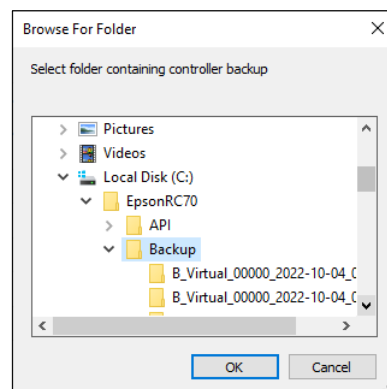 Browse For Folder
Select folder containing controller backup
Pictures
Videos
Local Disk (C:)
EpsonRC70
API
Backup
B_Virtual_00000_2022-10-04_0
B_Virtual_00000_2022-10-04_0
OK
Cancel